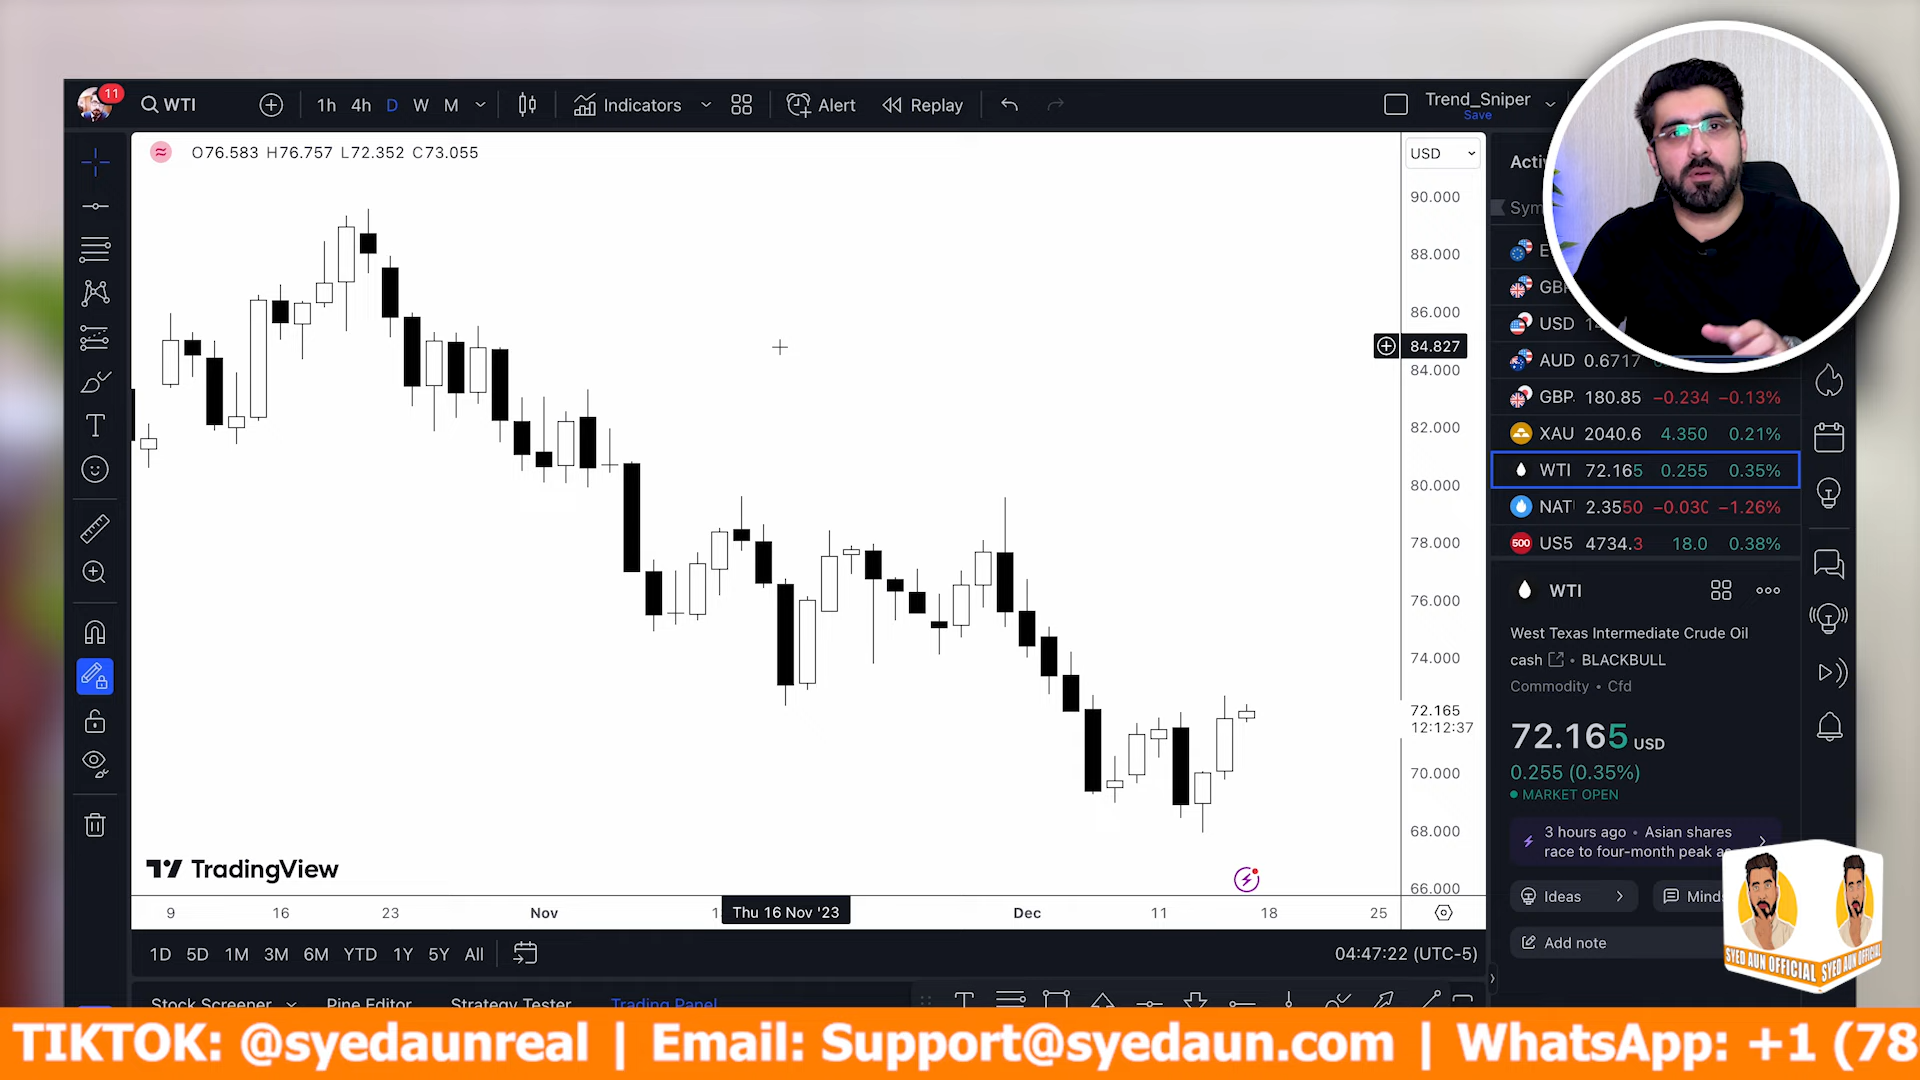 11
WTI
1h 4h D W M
Indicators
Alert
Replay
Trend_Sniper
Save
O76.583 H76.757 L72.352 C73.055
USD
90.000
88.000
86.000
84.827
84.000
82.000
80.000
78.000
76.000
74.000
72.165
12:12:37
70.000
68.000
66.000
TradingView
9 16 23 Nov Thu 16 Nov '23 Dec 11 18 25
1D 5D 1M 3M 6M YTD 1Y 5Y All
04:47:22 (UTC-5)
Stock Screener Pine Editor Strategy Tester Trading Panel
USD
AUD 0.6717
GBP 180.85 −0.234 −0.13%
XAU 2040.6 4.350 0.21%
WTI 72.165 0.255 0.35%
NAT 2.3550 −0.030 −1.26%
500 US5 4734.3 18.0 0.38%
WTI
West Texas Intermediate Crude Oil
cash • BLACKBULL
Commodity • Cfd
72.165 USD
0.255 (0.35%)
MARKET OPEN
3 hours ago • Asian shares
race to four-month peak
Ideas
Add note
SYED AUN OFFICIAL SYED AUN OFFICIAL
TIKTOK: @syedaunreal | Email: Support@syedaun.com | WhatsApp: +1 (78